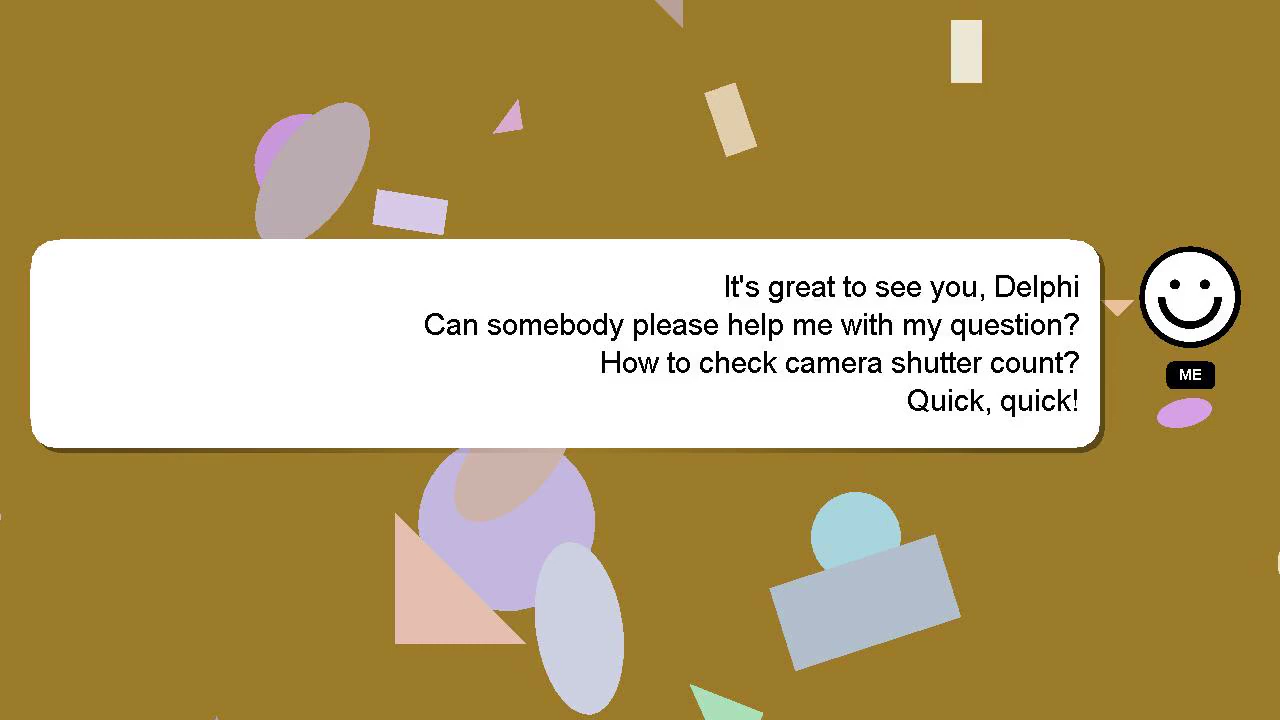 It's great to see you, Delphi
Can somebody please help me with my question?
How to check camera shutter count?
Quick, quick!
ME